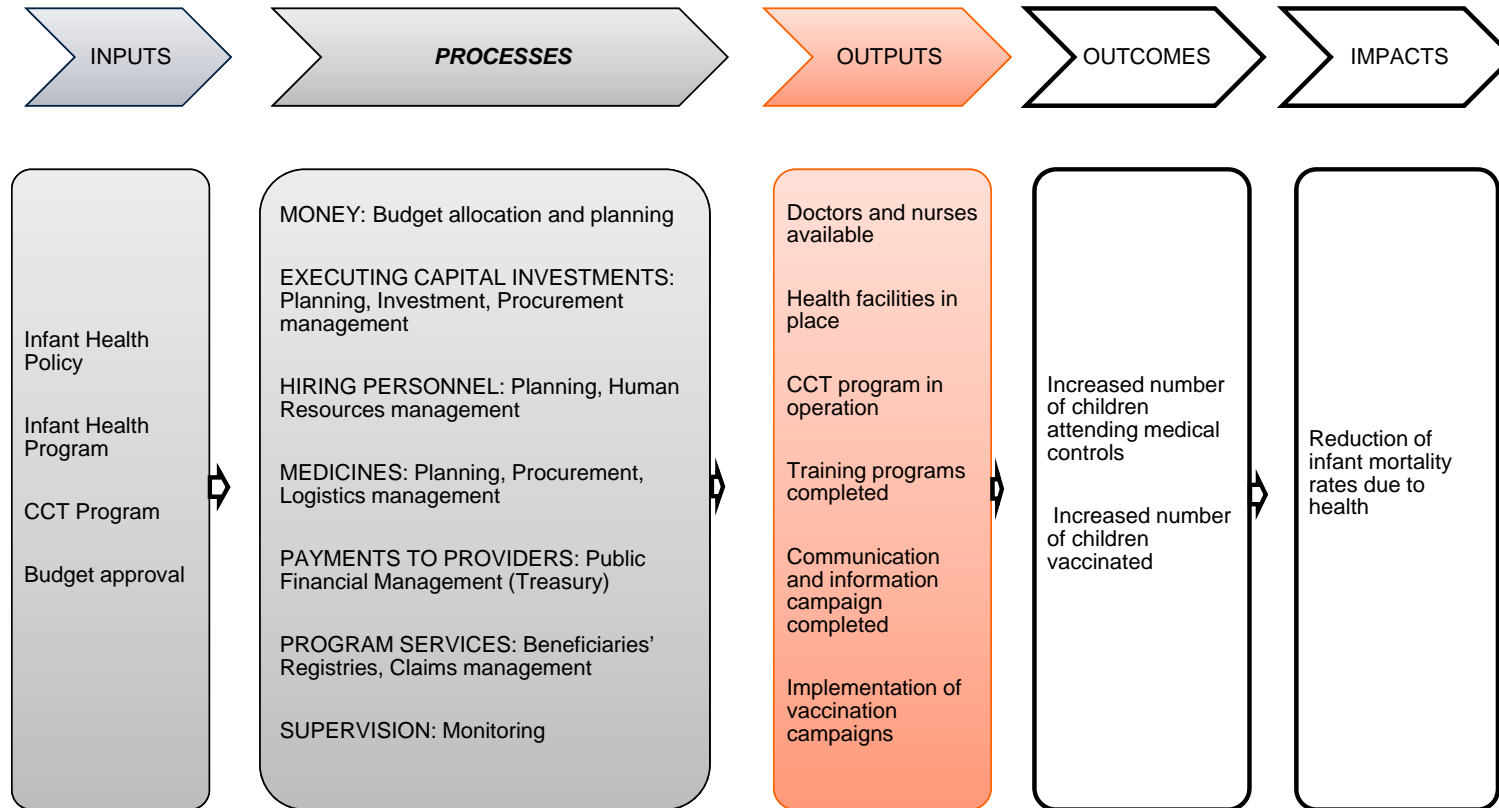 INPUTS
PROCESSES
OUTPUTS
OUTCOMES
IMPACTS
Infant Health
Policy
Infant Health
Program
CCT Program
Budget approval
MONEY: Budget allocation and planning
EXECUTING CAPITAL INVESTMENTS:
Planning, Investment, Procurement
management
HIRING PERSONNEL: Planning, Human
Resources management
MEDICINES: Planning, Procurement,
Logistics management
PAYMENTS TO PROVIDERS: Public
Financial Management (Treasury)
PROGRAM SERVICES: Beneficiaries’
Registries, Claims management
SUPERVISION: Monitoring
Doctors and nurses
available
Health facilities in
place
CCT program in
operation
Training programs
completed
Communication
and information
campaign
completed
Implementation of
vaccination
campaigns
Increased number
of children
attending medical
controls
Increased number
of children
vaccinated
Reduction of
infant mortality
rates due to
health